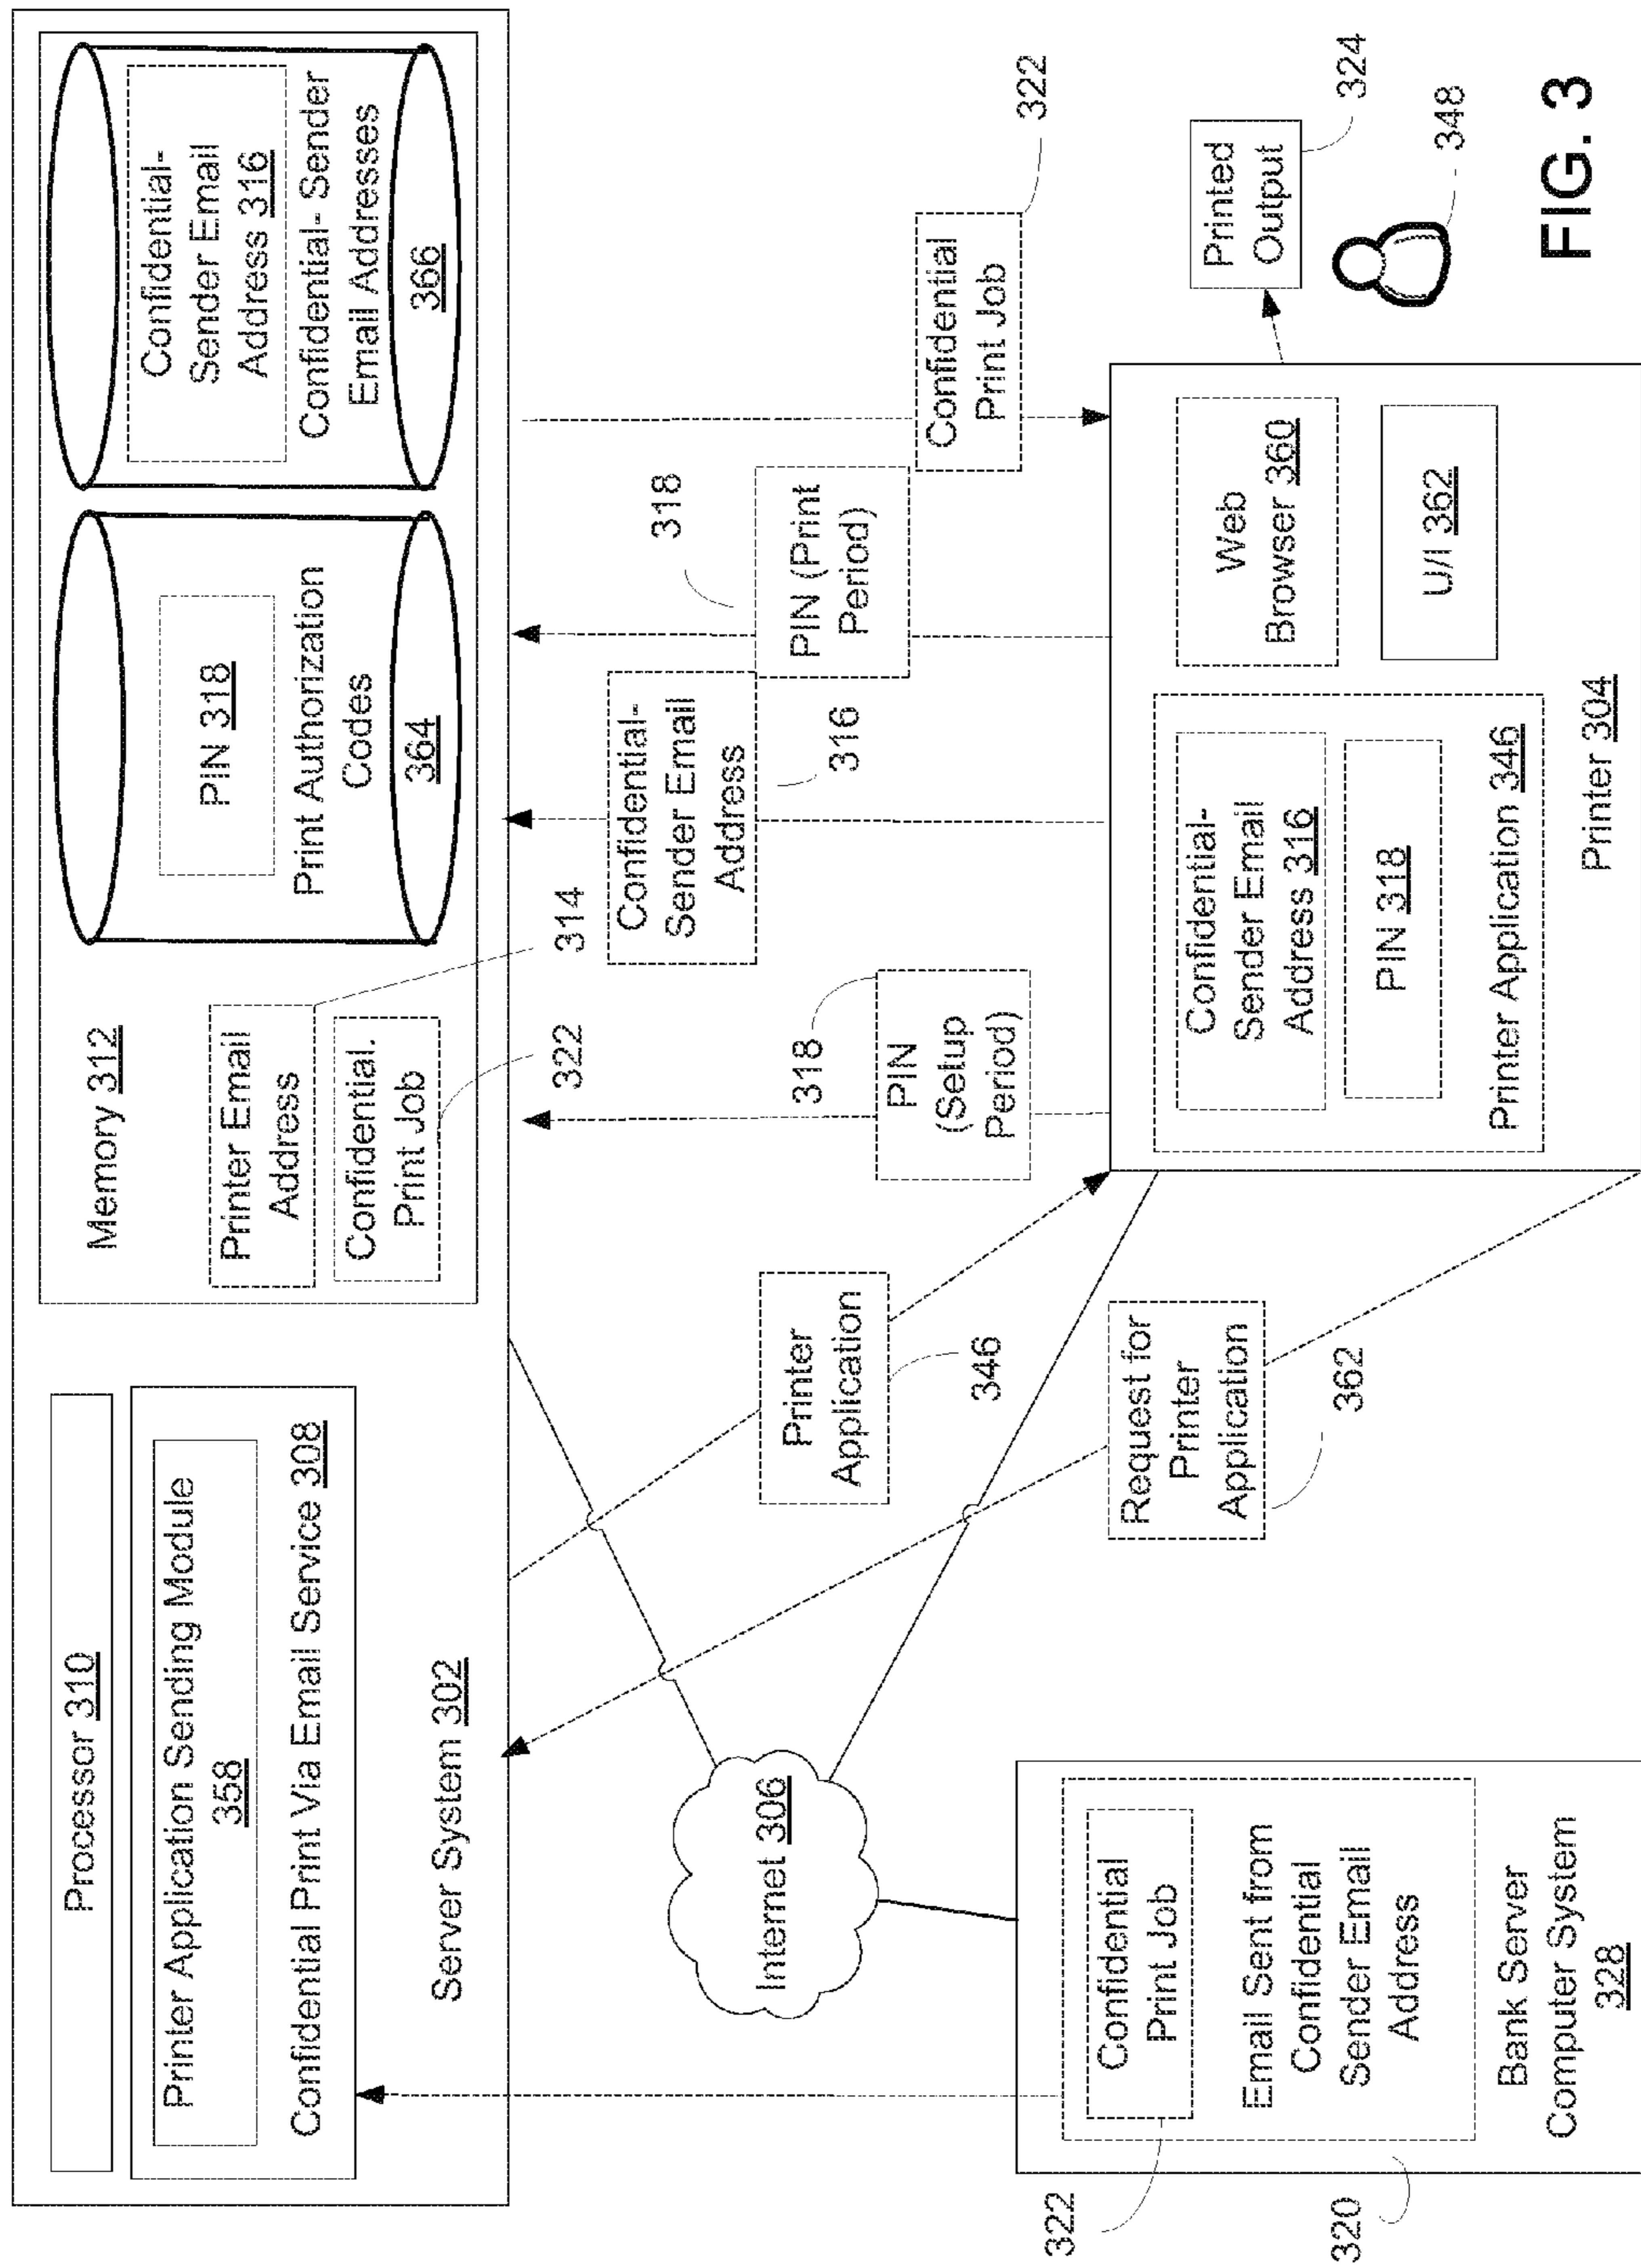 Processor 310
Printer Application Sending Module
358
Confidential Print Via Email Service 308
Server System 302
Memory 312
Printer Email
Address
314
Confidential.
Print Job
322
PIN 318
Print Authorization
Codes
364
Confidential-
Sender Email
Address 316
Confidential- Sender
Email Addresses
366
Internet 306
Printer
Application
346
Request for
Printer
Application
362
318
PIN
(Setup
Period)
Confidential-
Sender Email
Address
316
318
PIN (Print
Period)
Confidential
Print Job
322
322
320
Confidential
Print Job
Email Sent from
Confidential
Sender Email
Address
Bank Server
Computer System
328
Confidential-
Sender Email
Address 316
PIN 318
Printer Application 346
Web
Browser 360
U/I 362
Printer 304
Printed
Output
324
348
FIG. 3